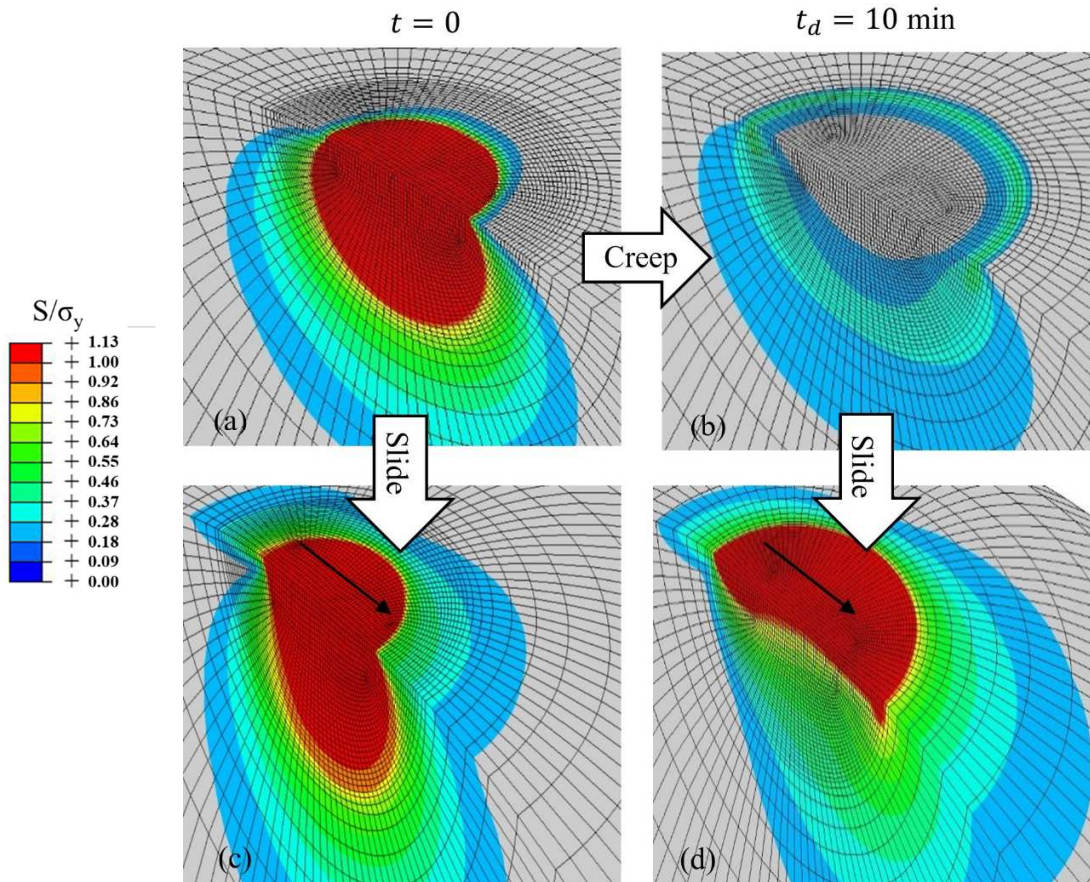 t = 0
t_d = 10 min
S/σ_y
1.13
1.00
0.92
0.86
0.73
0.64
0.55
0.46
0.37
0.28
0.18
0.09
0.00
(a)
Creep
(b)
Slide
Slide
(c)
(d)